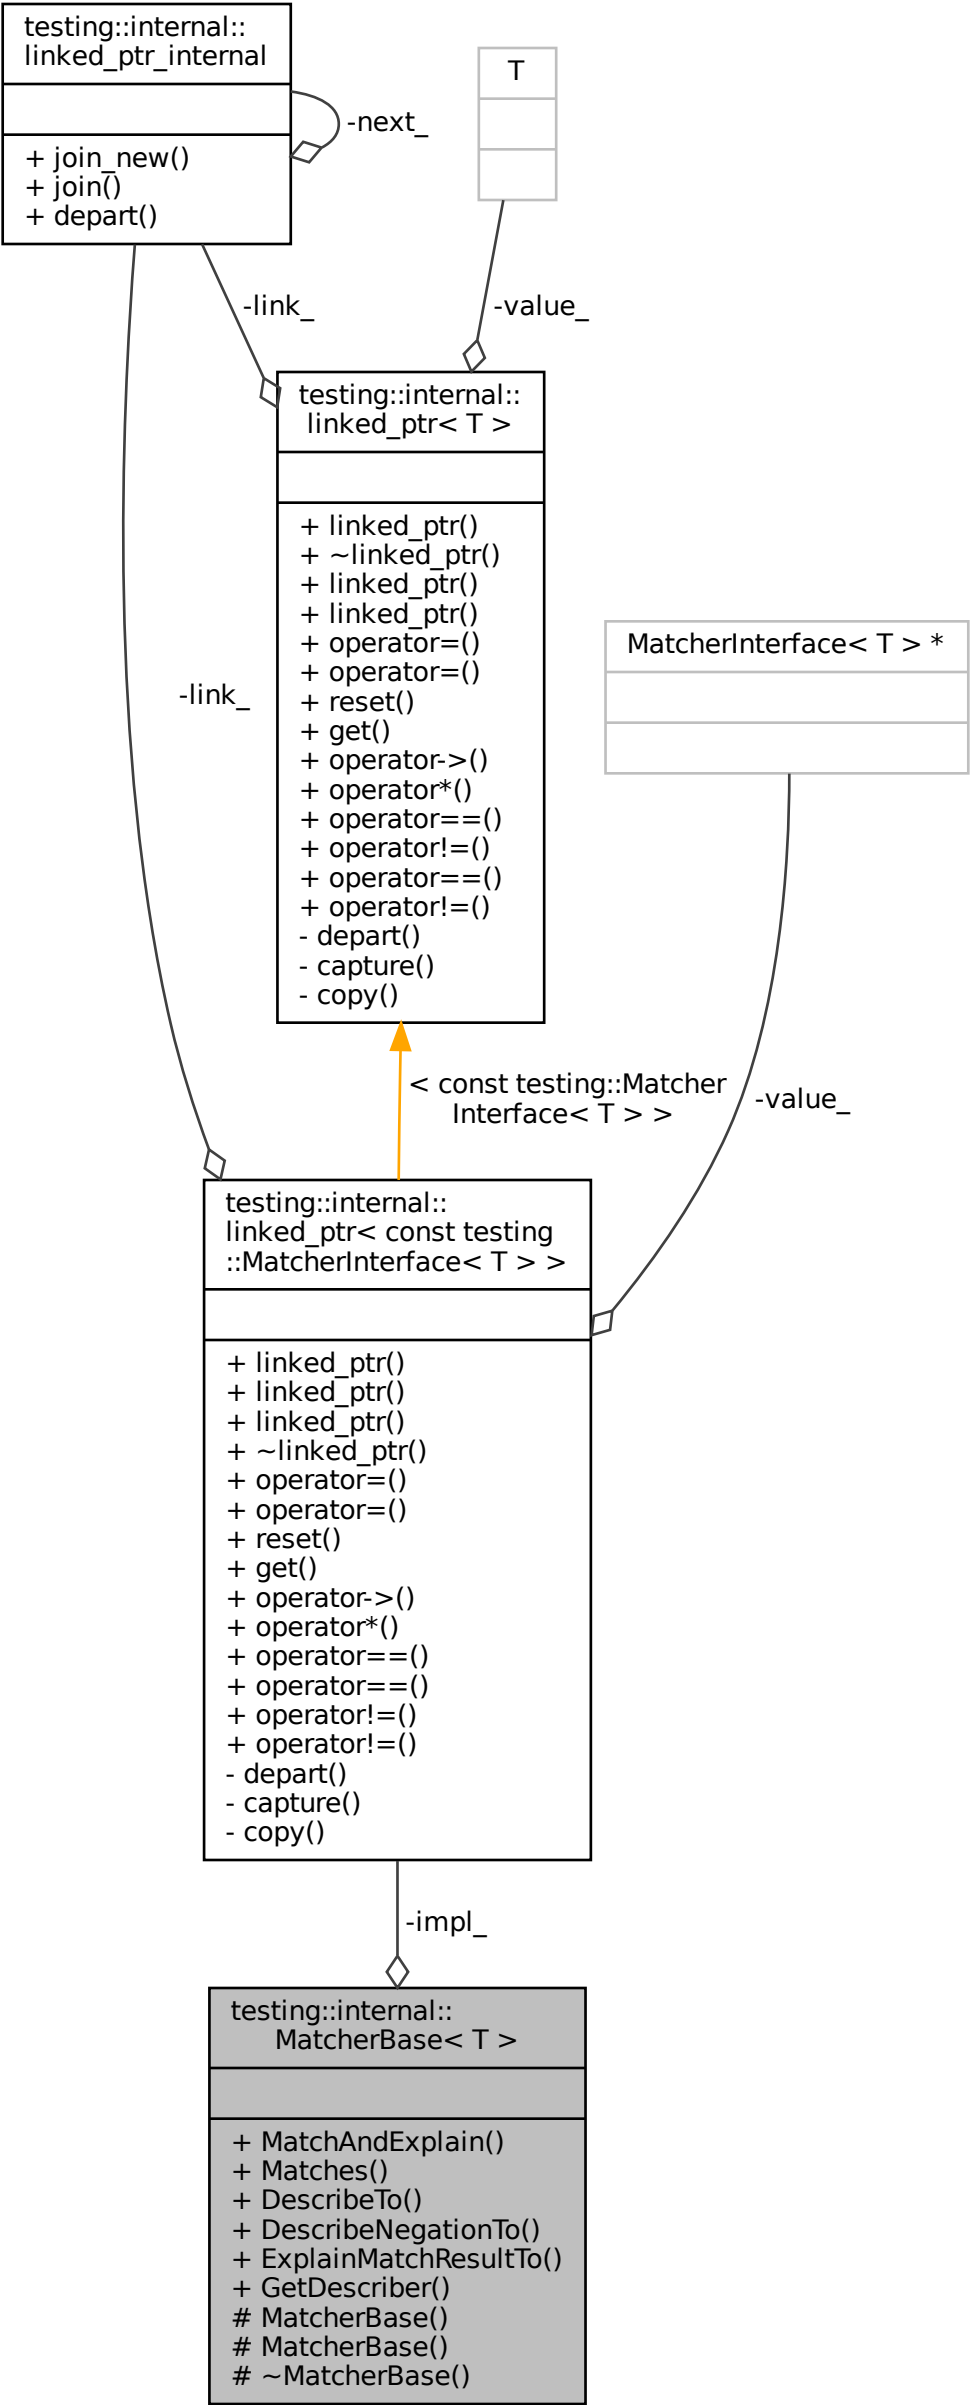 testing::internal::
linked_ptr_internal
+ join_new()
+ join()
+ depart()
-next_
T
-link_
-value_
testing::internal::
linked_ptr< T >
+ linked_ptr()
+ ~linked_ptr()
+ linked_ptr()
+ linked_ptr()
+ operator=()
+ operator=()
+ reset()
+ get()
+ operator->()
+ operator*()
+ operator==()
+ operator!=()
+ operator==()
+ operator!=()
- depart()
- capture()
- copy()
-link_
MatcherInterface< T > *
< const testing::Matcher
Interface< T > >
-value_
testing::internal::
linked_ptr< const testing
::MatcherInterface< T > >
+ linked_ptr()
+ linked_ptr()
+ linked_ptr()
+ ~linked_ptr()
+ operator=()
+ operator=()
+ reset()
+ get()
+ operator->()
+ operator*()
+ operator==()
+ operator==()
+ operator!=()
+ operator!=()
- depart()
- capture()
- copy()
-impl_
testing::internal::
MatcherBase< T >
+ MatchAndExplain()
+ Matches()
+ DescribeTo()
+ DescribeNegationTo()
+ ExplainMatchResultTo()
+ GetDescriber()
# MatcherBase()
# MatcherBase()
# ~MatcherBase()